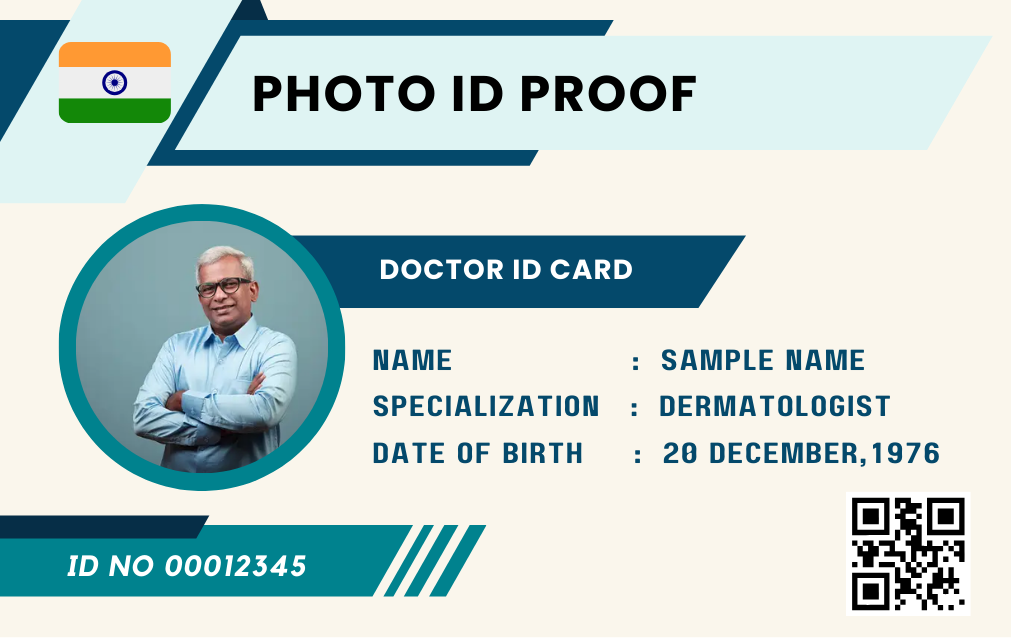 PHOTO ID PROOF
DOCTOR ID CARD
NAME : SAMPLE NAME
SPECIALIZATION : DERMATOLOGIST
DATE OF BIRTH : 20 DECEMBER,1976
ID NO 00012345